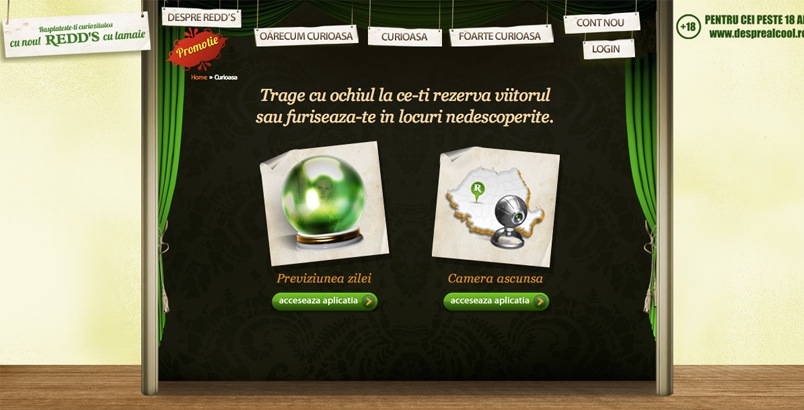 Rasplateste-ti curiozitatea
cu noul REDD'S cu lamaie
DESPRE REDD´S
Promotie
OARECUM CURIOASA
CURIOASA
FOARTE CURIOASA
CONT NOU
LOGIN
+18
PENTRU CEI PESTE 18 A
www.desprealcool.r
Home » Curioasa
Trage cu ochiul la ce-ti rezerva viitorul
sau furiseaza-te in locuri nedescoperite.
R
Previziunea zilei
Camera ascunsa
acceseaza aplicatia
acceseaza aplicatia